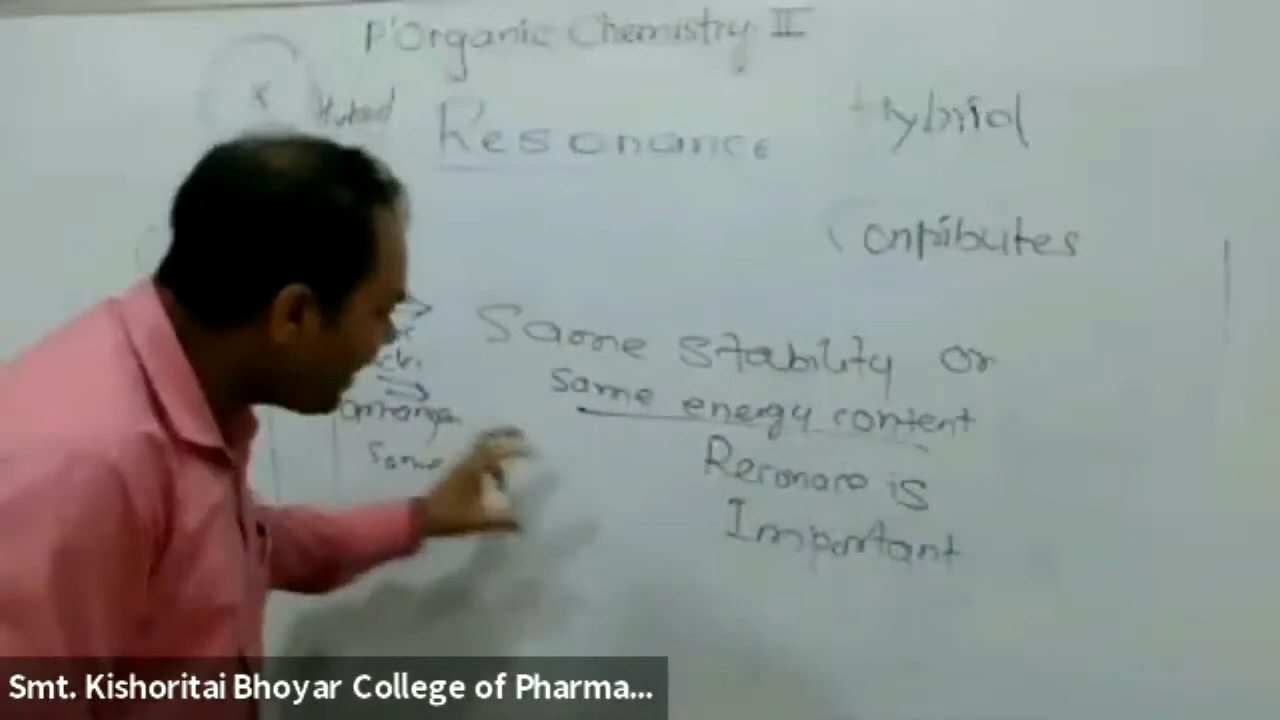 P'Organic Chemistry II
Resonance
Hybrid
Contributes
Same stability or
same energy content
Resonance is
Important
Same
Smt. Kishoritai Bhoyar College of Pharma...